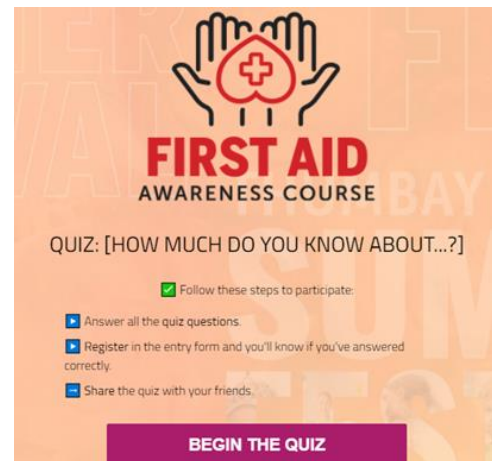 FIRST AID
AWARENESS COURSE
QUIZ: [HOW MUCH DO YOU KNOW ABOUT...?]
✅ Follow these steps to participate:
▶ Answer all the quiz questions.
▶ Register in the entry form and you'll know if you've answered
correctly.
➡ Share the quiz with your friends.
BEGIN THE QUIZ